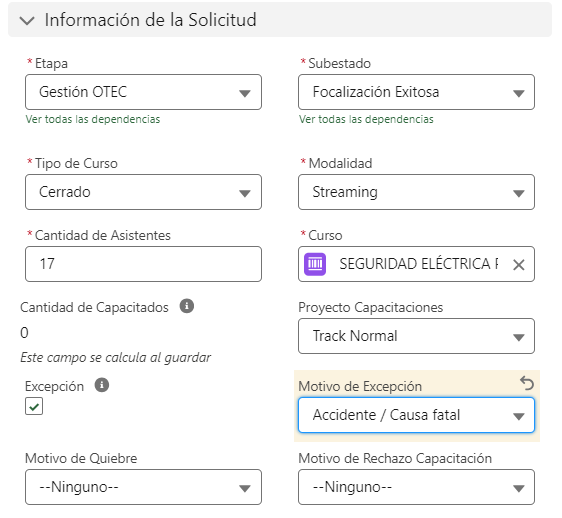 Información de la Solicitud
*Etapa
*Subestado
Gestión OTEC
Focalización Exitosa
Ver todas las dependencias
Ver todas las dependencias
*Tipo de Curso
*Modalidad
Cerrado
Streaming
*Cantidad de Asistentes
*Curso
17
SEGURIDAD ELÉCTRICA
Cantidad de Capacitados
Proyecto Capacitaciones
0
Track Normal
Este campo se calcula al guardar
Excepción
Motivo de Excepción
Accidente / Causa fatal
Motivo de Quiebre
Motivo de Rechazo Capacitación
--Ninguno--
--Ninguno--